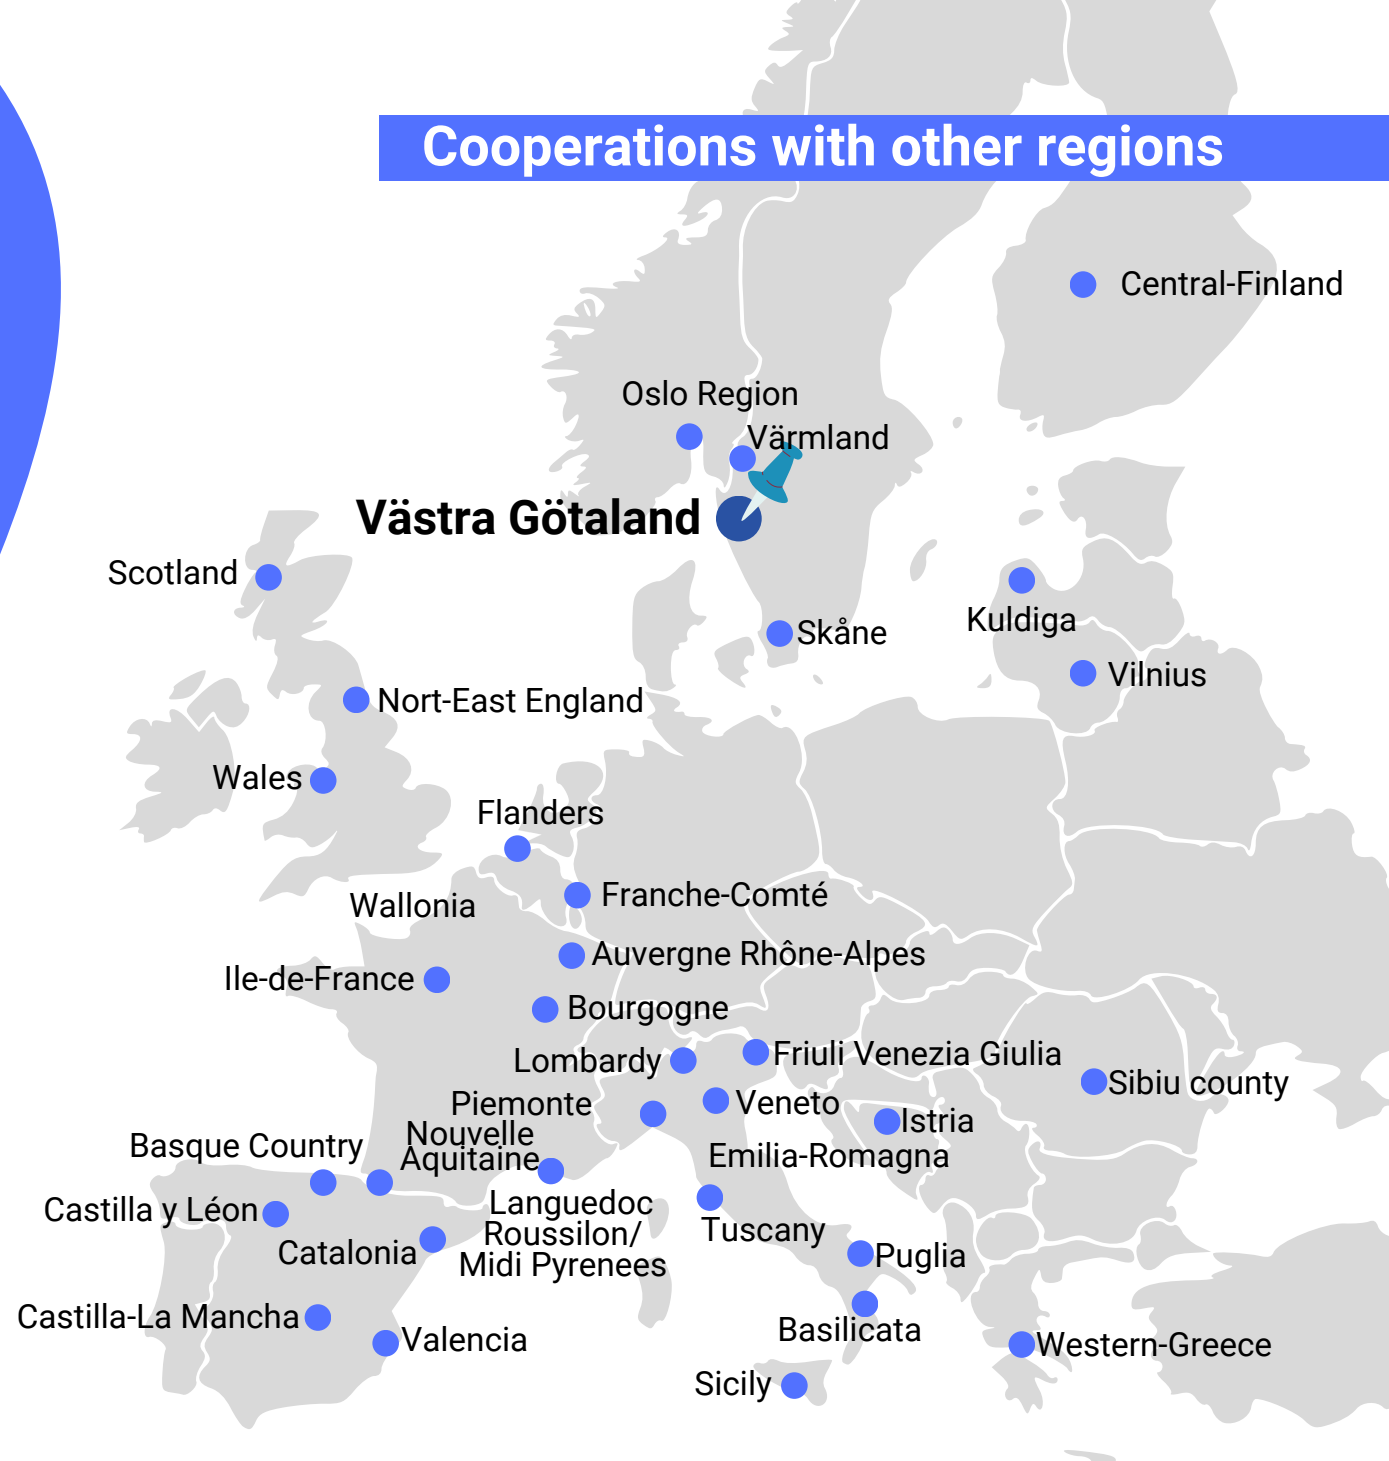 Cooperations with other regions
Central-Finland
Oslo Region
Värmland
Västra Götaland
Scotland
Kuldiga
Skåne
Vilnius
Nort-East England
Wales
Flanders
Franche-Comté
Wallonia
Auvergne Rhône-Alpes
Ile-de-France
Bourgogne
Lombardy
Friuli Venezia Giulia
Sibiu county
Piemonte
Veneto
Istria
Nouvelle
Aquitaine
Basque Country
Emilia-Romagna
Castilla y Léon
Languedoc
Roussilon/
Midi Pyrenees
Tuscany
Catalonia
Puglia
Castilla-La Mancha
Valencia
Basilicata
Western-Greece
Sicily